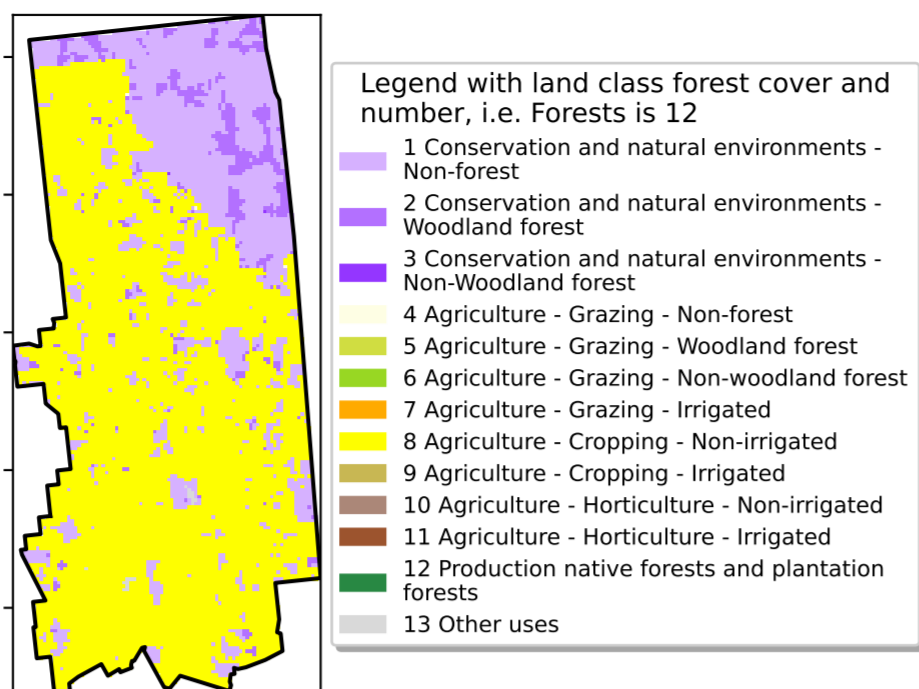 Legend with land class forest cover and
number, i.e. Forests is 12
1 Conservation and natural environments -
Non-forest
2 Conservation and natural environments -
Woodland forest
3 Conservation and natural environments -
Non-Woodland forest
4 Agriculture - Grazing - Non-forest
5 Agriculture - Grazing - Woodland forest
6 Agriculture - Grazing - Non-woodland forest
7 Agriculture - Grazing - Irrigated
8 Agriculture - Cropping - Non-irrigated
9 Agriculture - Cropping - Irrigated
10 Agriculture - Horticulture - Non-irrigated
11 Agriculture - Horticulture - Irrigated
12 Production native forests and plantation
forests
13 Other uses